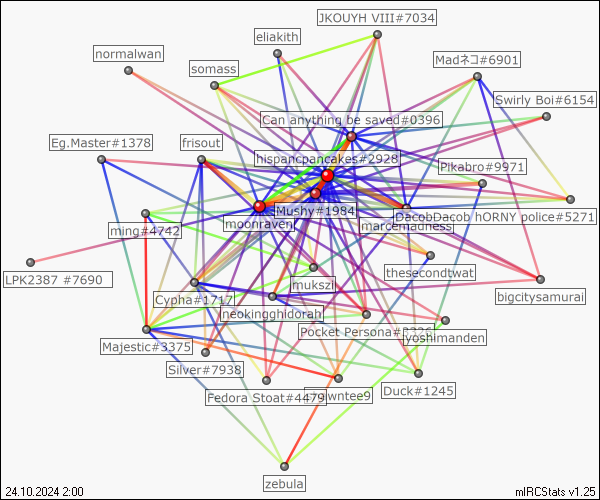 JKOUYH VIII#7034
eliakith
normalwan
Madネコ#6901
somass
Swirly Boi#6154
Can anything be saved#0396
Eg.Master#1378
frisout
hispancpancakes#2928
Pikabro#9971
Mushy#1984
DacobDacob hORNY police#5271
moonraven
marcemadness
ming#4742
LPK2387 #7690
thesecondtwat
mukszi
Cypha#1717
bigcitysamurai
neokingghidorah
Pocket Persona#
yoshimanden
Majestic#3375
Silver#7938
Duck#1245
Fedora Stoat#4479
zebula
24.10.2024 2:00
mIRCStats v1.25